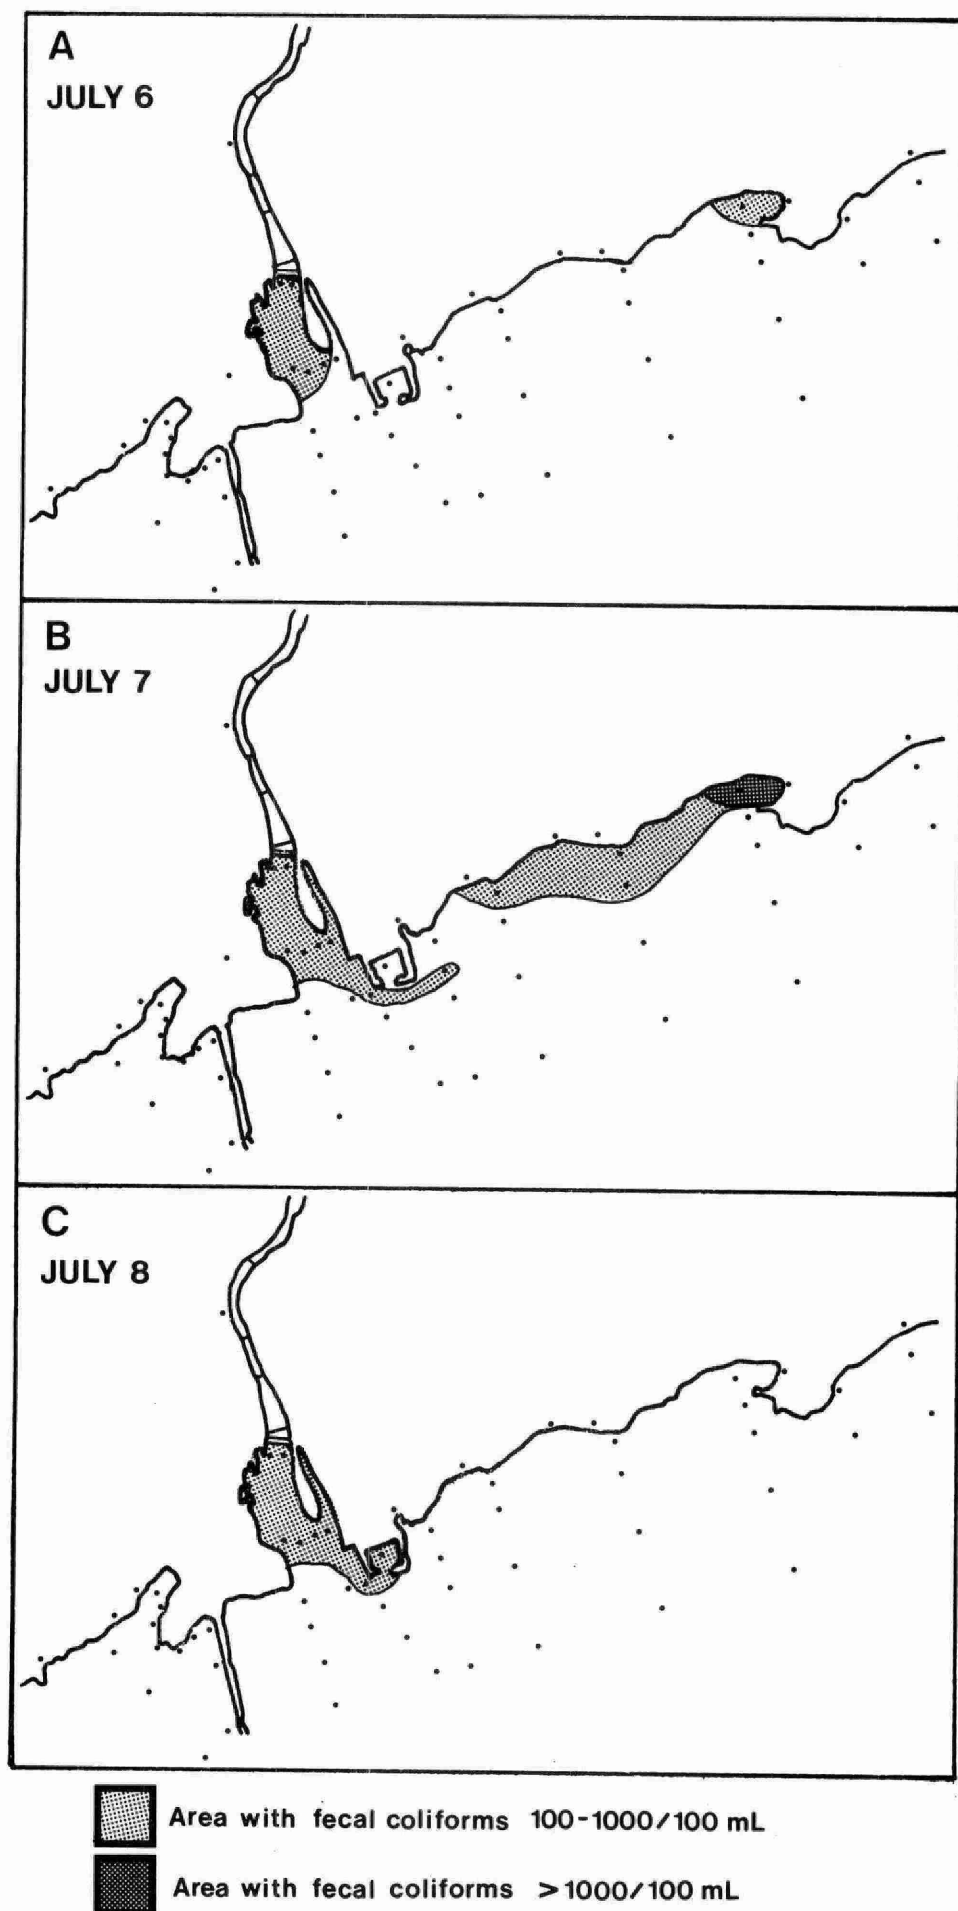 A
JULY 6
B
JULY 7
C
JULY 8
Area with fecal coliforms 100-1000/100 mL
Area with fecal coliforms >1000/100 mL